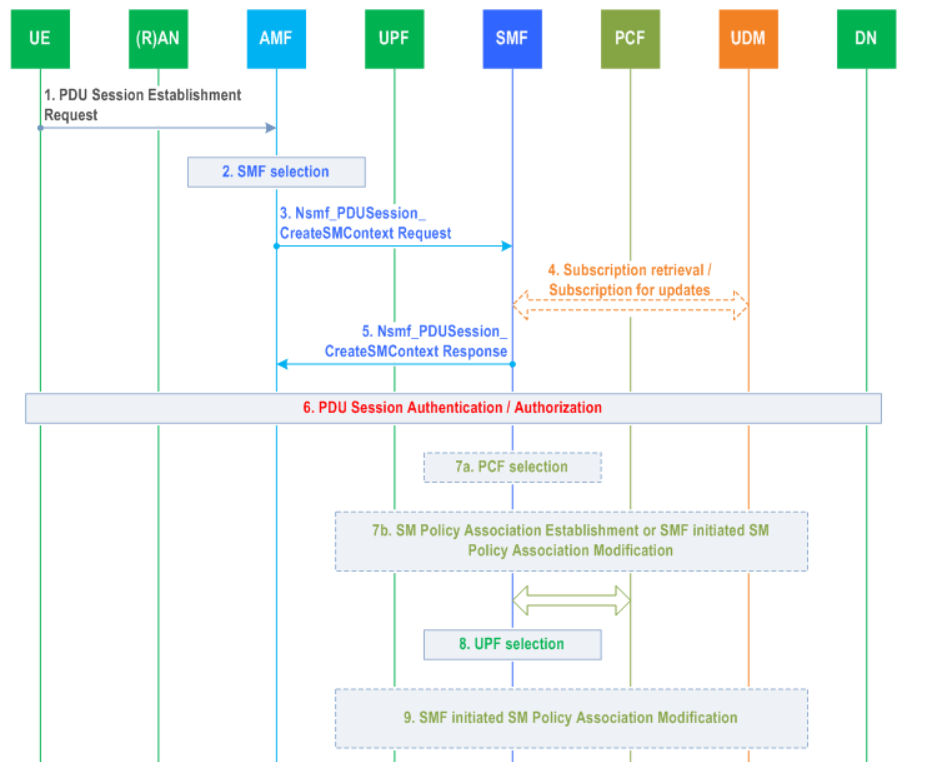 UE (R)AN AMF UPF SMF PCF UDM DN
1. PDU Session Establishment
Request
2. SMF selection
3. Nsmf_PDUSession_
CreateSMContext Request
4. Subscription retrieval /
Subscription for updates
5. Nsmf_PDUSession_
CreateSMContext Response
6. PDU Session Authentication / Authorization
7a. PCF selection
7b. SM Policy Association Establishment or SMF initiated SM
Policy Association Modification
8. UPF selection
9. SMF initiated SM Policy Association Modification